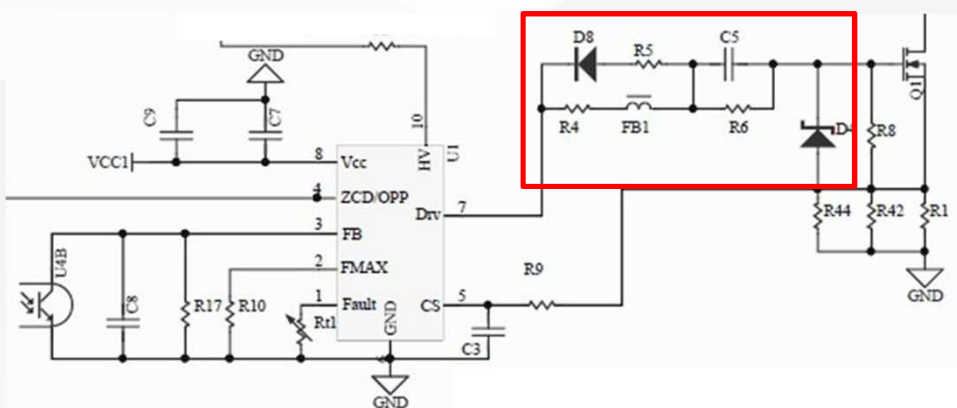 GND
C9
C7
VCC1
8
Vcc
10
HV
U1
4
ZCD/OPP
3
FB
2
FMAX
1
Fault
GND
Drv
7
CS
5
U4B
C8
R17
R10
Rt1
C3
GND
R9
D8
R5
C5
R4
FB1
R6
D4
R8
Q1
R44
R42
R1
GND